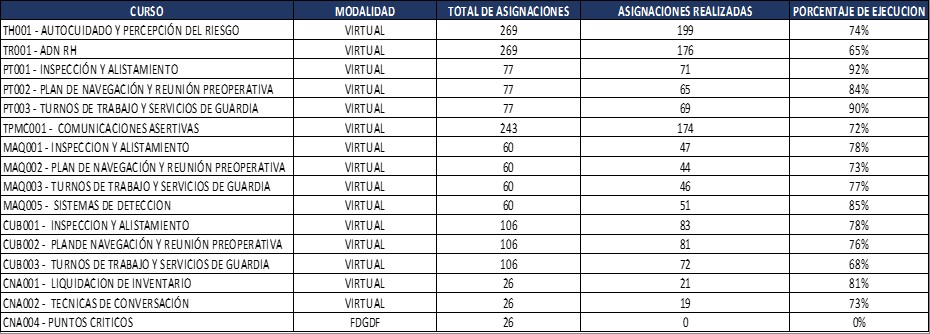 CURSO MODALIDAD TOTAL DE ASIGNACIONES ASIGNACIONES REALIZADAS PORCENTAJE DE EJECUCION
TH001 - AUTOCUIDADO Y PERCEPCIÓN DEL RIESGO VIRTUAL 269 199 74%
TR001 - ADN RH VIRTUAL 269 176 65%
PT001 - INSPECCIÓN Y ALISTAMIENTO VIRTUAL 77 71 92%
PT002 - PLAN DE NAVEGACIÓN Y REUNIÓN PREOPERATIVA VIRTUAL 77 65 84%
PT003 - TURNOS DE TRABAJO Y SERVICIOS DE GUARDIA VIRTUAL 77 69 90%
TPMC001 - COMUNICACIONES ASERTIVAS VIRTUAL 243 174 72%
MAQ001 - INSPECCION Y ALISTAMIENTO VIRTUAL 60 47 78%
MAQ002 - PLAN DE NAVEGACIÓN Y REUNIÓN PREOPERATIVA VIRTUAL 60 44 73%
MAQ003 - TURNOS DE TRABAJO Y SERVICIOS DE GUARDIA VIRTUAL 60 46 77%
MAQ005 - SISTEMAS DE DETECCION VIRTUAL 60 51 85%
CUB001 - INSPECCION Y ALISTAMIENTO VIRTUAL 106 83 78%
CUB002 - PLANDE NAVEGACIÓN Y REUNIÓN PREOPERATIVA VIRTUAL 106 81 76%
CUB003 - TURNOS DE TRABAJO Y SERVICIOS DE GUARDIA VIRTUAL 106 72 68%
CNA001 - LIQUIDACION DE INVENTARIO VIRTUAL 26 21 81%
CNA002 - TECNICAS DE CONVERSACIÓN VIRTUAL 26 19 73%
CNA004 - PUNTOS CRITICOS FDGDF 26 0 0%